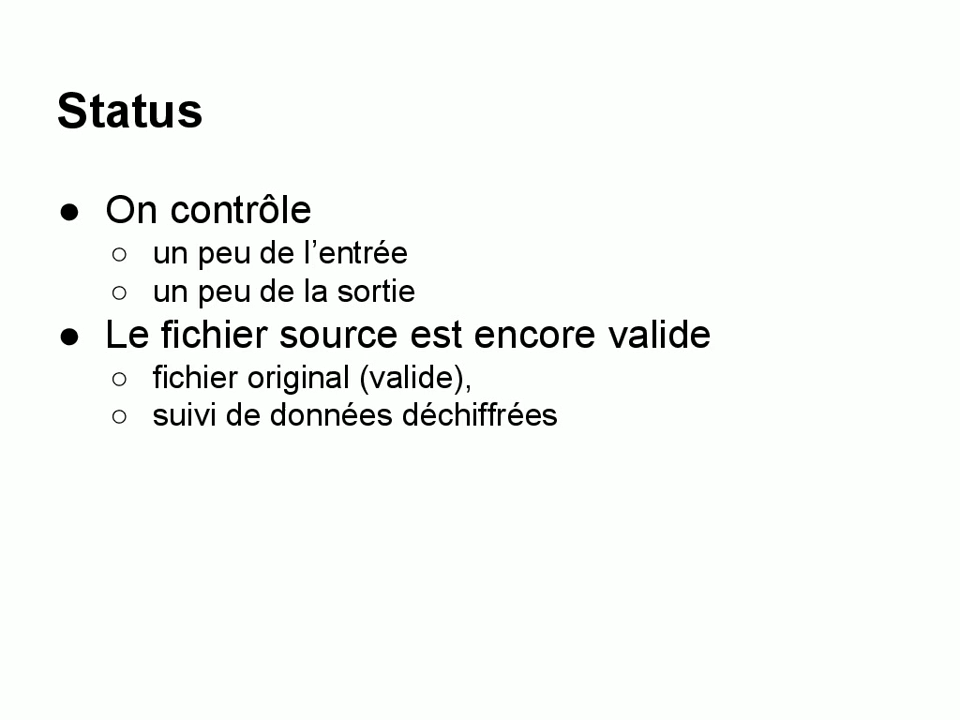 Status
● On contrôle
○ un peu de l’entrée
○ un peu de la sortie
● Le fichier source est encore valide
○ fichier original (valide),
○ suivi de données déchiffrées